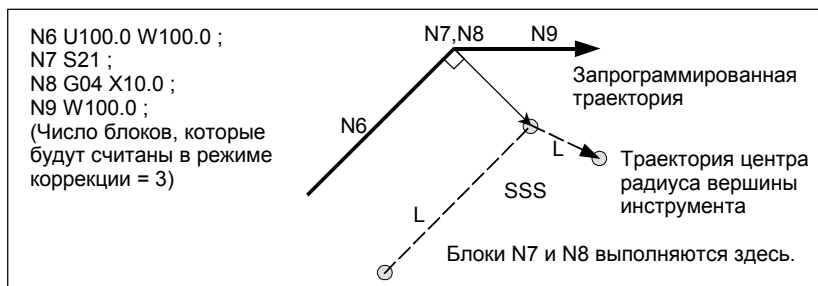 N6 U100.0 W100.0 ;
N7 S21 ;
N8 G04 X10.0 ;
N9 W100.0 ;
(Число блоков, которые
будут считаны в режиме
коррекции = 3)
N7,N8
N9
Запрограммированная
траектория
N6
L
Траектория центра
радиуса вершины
инструмента
SSS
L
Блоки N7 и N8 выполняются здесь.